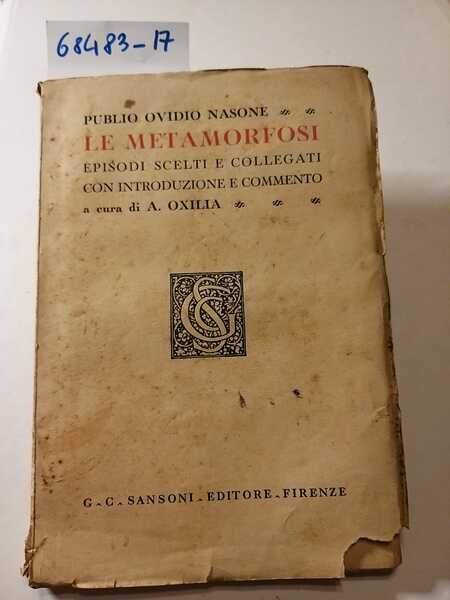 68483-17
PUBLIO OVIDIO NASONE
LE METAMORFOSI
EPISODI SCELTI E COLLEGATI
CON INTRODUZIONE E COMMENTO
a cura di A. OXILIA
GCS
G-C-SANSONI-EDITORE-FIRENZE